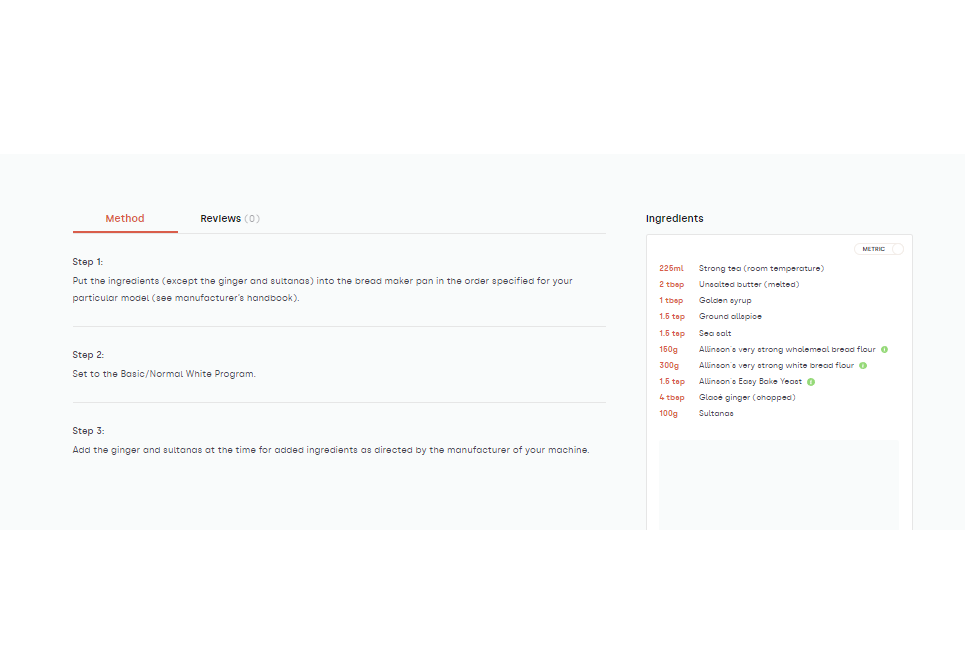 Method
Reviews (0)
Step 1:
Put the ingredients (except the ginger and sultanas) into the bread maker pan in the order specified for your
particular model (see manufacturer's handbook).
Step 2:
Set to the Basic/Normal White Program.
Step 3:
Add the ginger and sultanas at the time for added ingredients as directed by the manufacturer of your machine.
Ingredients
METRIC
225ml Strong tea (room temperature)
2 tbsp Unsalted butter (melted)
1 tbsp Golden syrup
1.5 tsp Ground allspice
1.5 tsp Sea salt
150g Allinson's very strong wholemeal bread flour
300g Allinson's very strong white bread flour
1.5 tsp Allinson's Easy Bake Yeast
4 tbsp Glacé ginger (chopped)
100g Sultanas